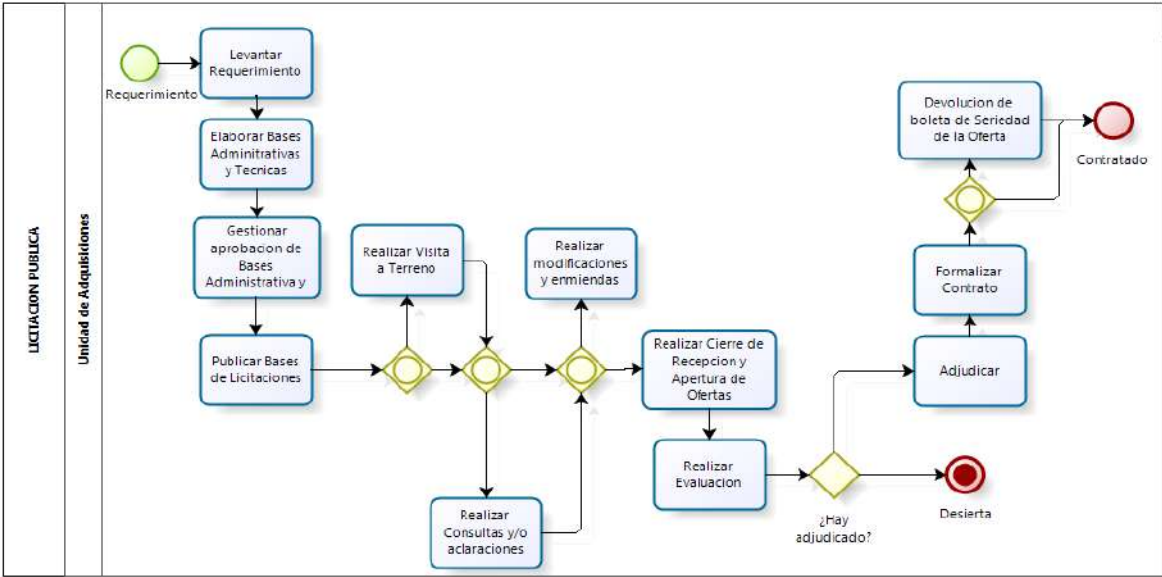 LICITACION PUBLICA
Unidad de Adquisidones
Requerimiento
Levantar
Requerimiento
Elaborar Bases
Adminitrativas
y Tecnicas
Gestionar
aprobacion de
Bases
Administrativa y
Publicar Bases
de Licitaciones
Realizar Visita
a Terreno
Realizar
Consultas y/o
aclaraciones
Realizar
modificaciones
y enmiendas
Realizar Cierre de
Recepcion y
Apertura de
Ofertas
Realizar
Evaluacion
¿Hay
adjudicado?
Desierta
Adjudicar
Formalizar
Contrato
Devolucion de
boleta de Seriedad
de la Oferta
Contratado